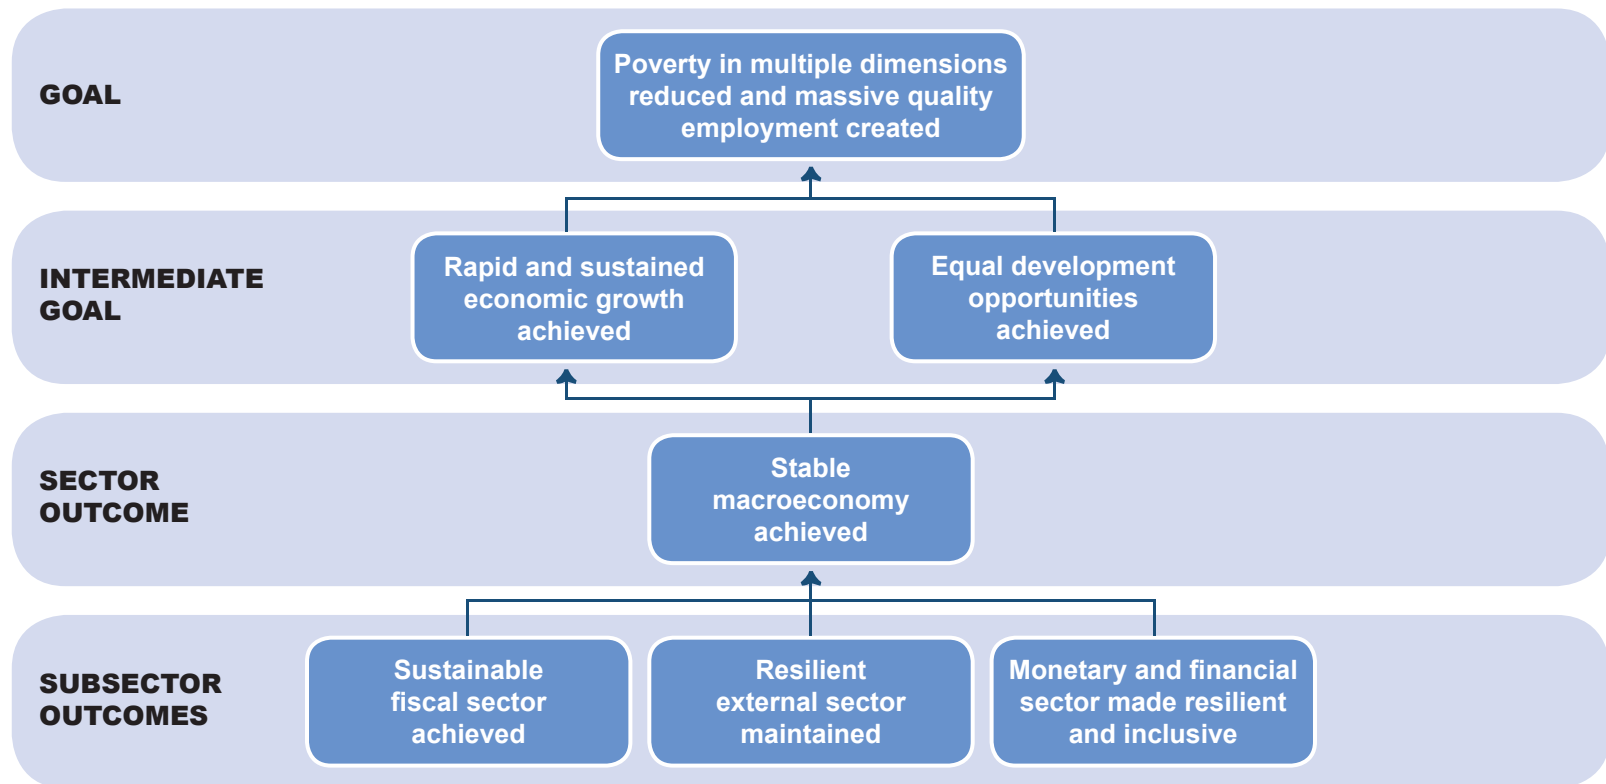 GOAL
Poverty in multiple dimensions
reduced and massive quality
employment created
INTERMEDIATE
GOAL
Rapid and sustained
economic growth
achieved
Equal development
opportunities
achieved
SECTOR
OUTCOME
Stable
macroeconomy
achieved
SUBSECTOR
OUTCOMES
Sustainable
fiscal sector
achieved
Resilient
external sector
maintained
Monetary and financial
sector made resilient
and inclusive